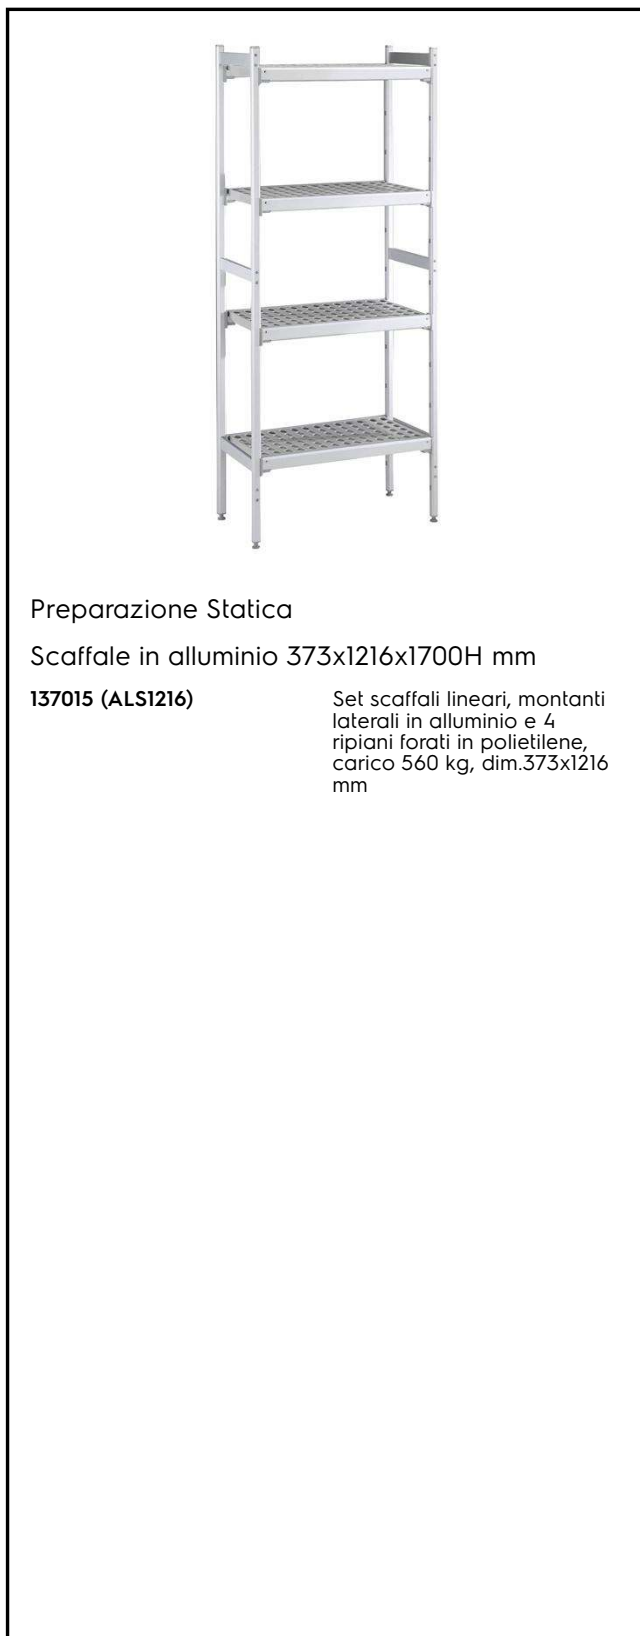 Preparazione Statica
Scaffale in alluminio 373x1216x1700H mm
137015 (ALS1216)
Set scaffali lineari, montanti
laterali in alluminio e 4
ripiani forati in polietilene,
carico 560 kg, dim.373x1216
mm